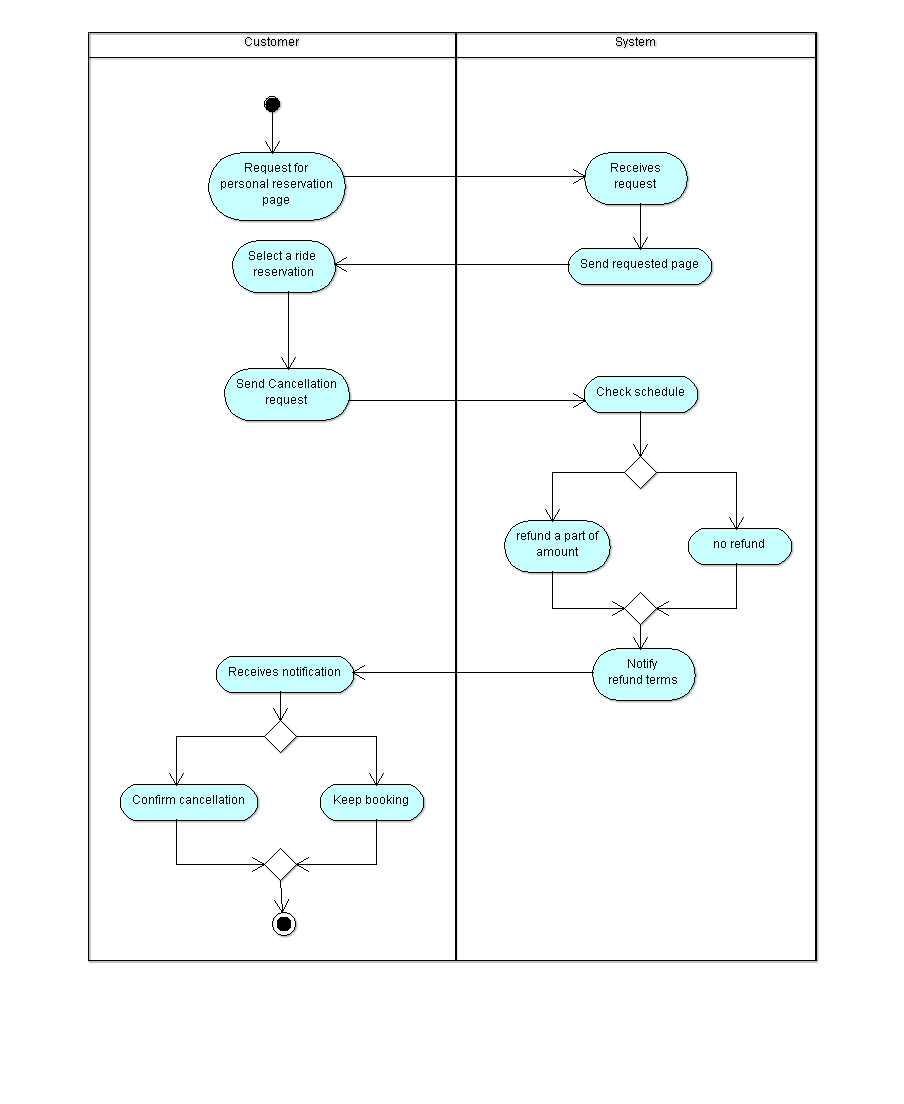 Customer
System
Request for
personal reservation
page
Receives
request
Send requested page
Select a ride
reservation
Send Cancellation
request
Check schedule
refund a part of
amount
no refund
Notify
refund terms
Receives notification
Confirm cancellation
Keep booking